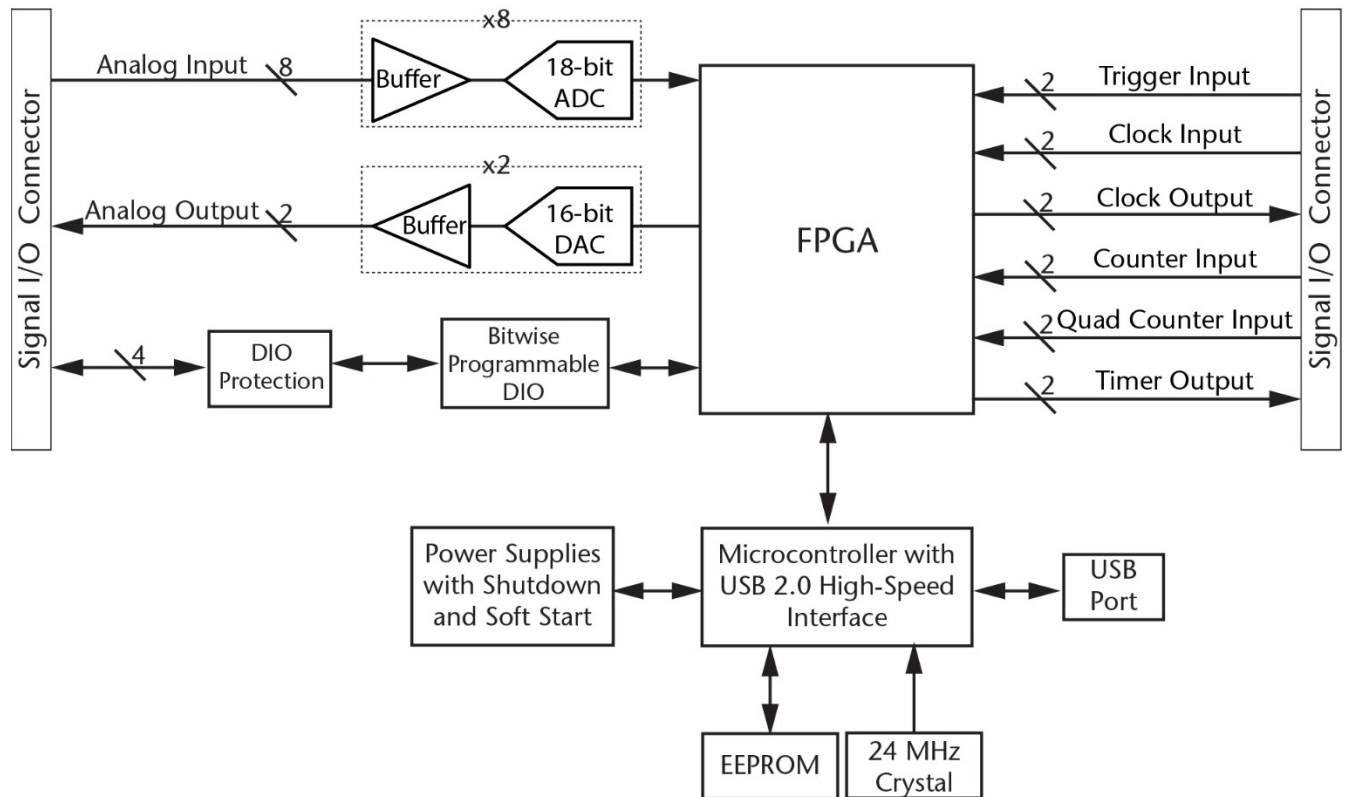 Signal I/O Connector
Analog Input
8
x8
Buffer
18-bit
ADC
Analog Output
2
x2
Buffer
16-bit
DAC
4
DIO
Protection
Bitwise
Programmable
DIO
FPGA
2
Trigger Input
2
Clock Input
2
Clock Output
2
Counter Input
2
Quad Counter Input
2
Timer Output
Signal I/O Connector
Power Supplies
with Shutdown
and Soft Start
Microcontroller with
USB 2.0 High-Speed
Interface
USB
Port
EEPROM
24 MHz
Crystal